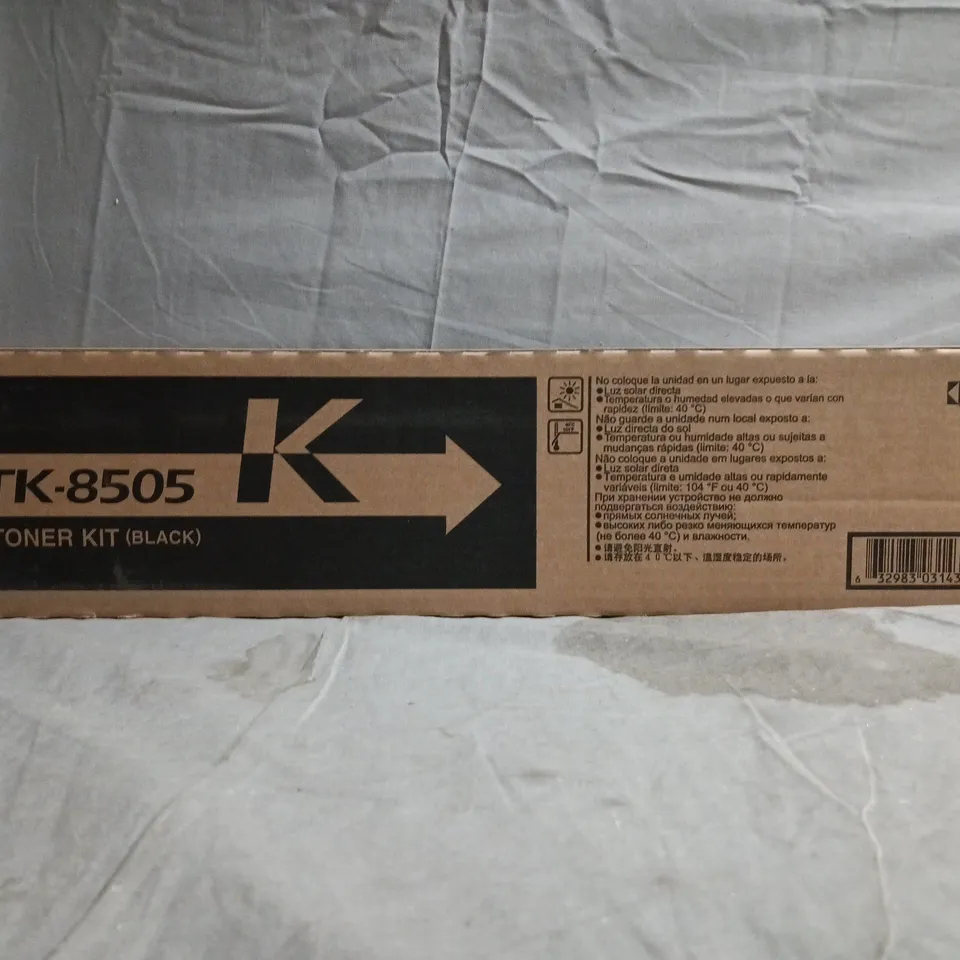 TK-8505
TONER KIT (BLACK)
K
No coloque la unidad en un lugar expuesto a la:
●Luz solar directa
●Temperatura o humedad elevadas o que varían con
rapidez (límite: 40 °C)
Não guarde a unidade num local exposto a:
●Luz directa do sol
●Temperatura ou humidade altas ou sujeitas a
mudanças rápidas (limite: 40 °C)
Não coloque a unidade em lugares expostos a:
●Luz solar direta
●Temperatura e umidade altas ou rapidamente
variáveis (limite: 104 °F ou 40 °C)
При хранении устройство не должно
подвергаться воздействию:
●прямых солнечных лучей;
●высоких либо резко меняющихся температур
(не более 40 °C) и влажности.
●请避免阳光直射。
●请存放在40℃以下、温湿度稳定的场所。
6 32983 03143